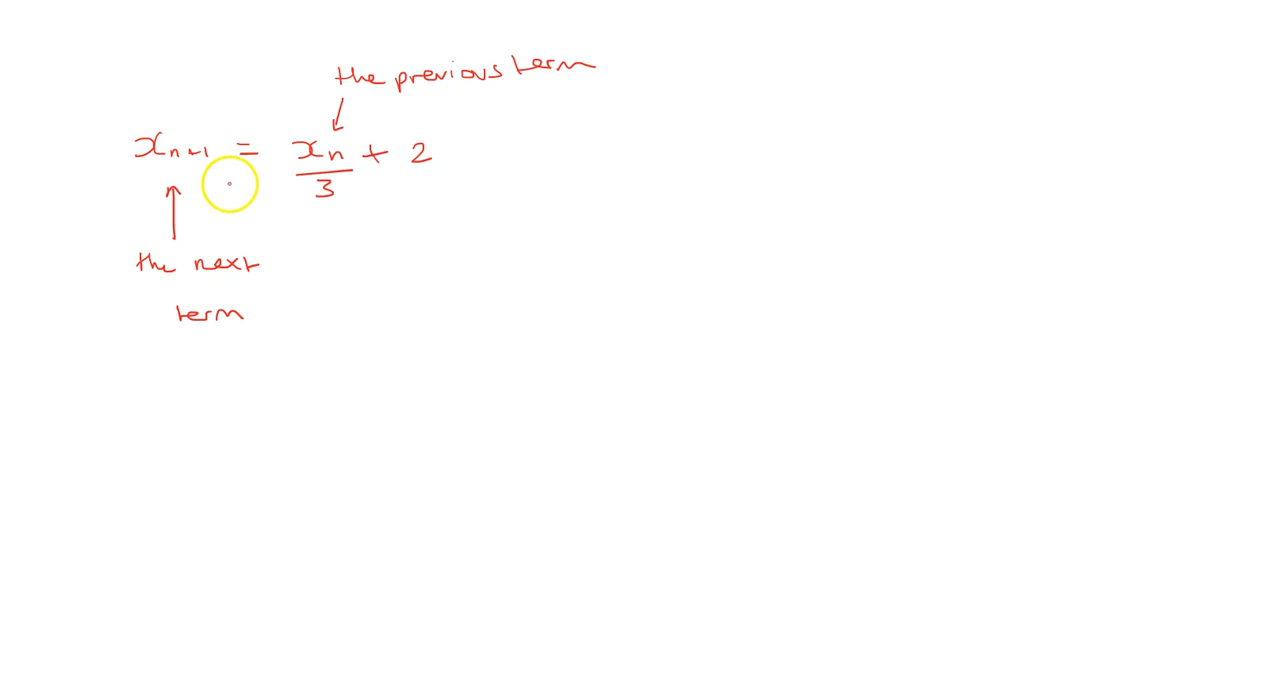 the previous term
xₙ₊₁ = xₙ/3 + 2
the next
term